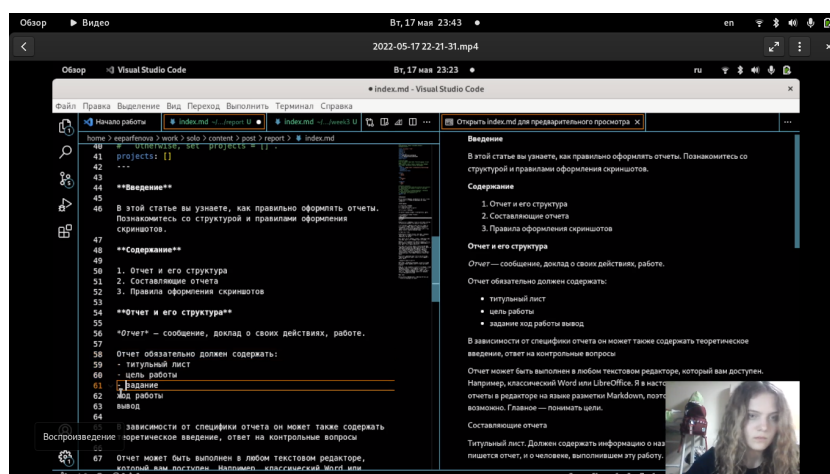 Обзор
Видео
Вт, 17 мая 23:43
en
2022-05-17 22-21-31.mp4
Обзор
Visual Studio Code
Вт, 17 мая 23:23
ru
index.md - Visual Studio Code
Файл Правка Выделение Вид Переход Выполнить Терминал Справка
Начало работы
index.md ~/.../report U
index.md ~/.../week3 U
Открыть index.md для предварительного просмотра
home > eeparfenova > work > solo > content > post > report > index.md
40 # Otherwise, set `projects = []`.
41 projects: []
42 ---
43
44 **Введение**
45
46 В этой статье вы узнаете, как правильно оформлять отчеты.
Познакомитесь со структурой и правилами оформления
скриншотов.
47
48 **Содержание**
49
50 1. Отчет и его структура
51 2. Составляющие отчета
52 3. Правила оформления скриншотов
53
54 **Отчет и его структура**
55
56 *Отчет* — сообщение, доклад о своих действиях, работе.
57
58 Отчет обязательно должен содержать:
59 - титульный лист
60 - цель работы
61 - задание
62 ход работы
63 вывод
64
В зависимости от специфики отчета он может также содержать
теоретическое введение, ответ на контрольные вопросы
66
67 Отчет может быть выполнен в любом текстовом редакторе,
который вам доступен. Например, классический Word или
Воспроизведение
Введение
В этой статье вы узнаете, как правильно оформлять отчеты. Познакомитесь со
структурой и правилами оформления скриншотов.
Содержание
1. Отчет и его структура
2. Составляющие отчета
3. Правила оформления скриншотов
Отчет и его структура
Отчет — сообщение, доклад о своих действиях, работе.
Отчет обязательно должен содержать:
• титульный лист
• цель работы
• задание ход работы вывод
В зависимости от специфики отчета он может также содержать теоретическое
введение, ответ на контрольные вопросы
Отчет может быть выполнен в любом текстовом редакторе, который вам доступен.
Например, классический Word или LibreOffice. Я в наст
отчеты в редакторе на языке разметки Markdown, поэт
возможно. Главное — понимать цели.
Составляющие отчета
Титульный лист. Должен содержать информацию о наз
пишется отчет, и о человеке, выполнившем эту работу.